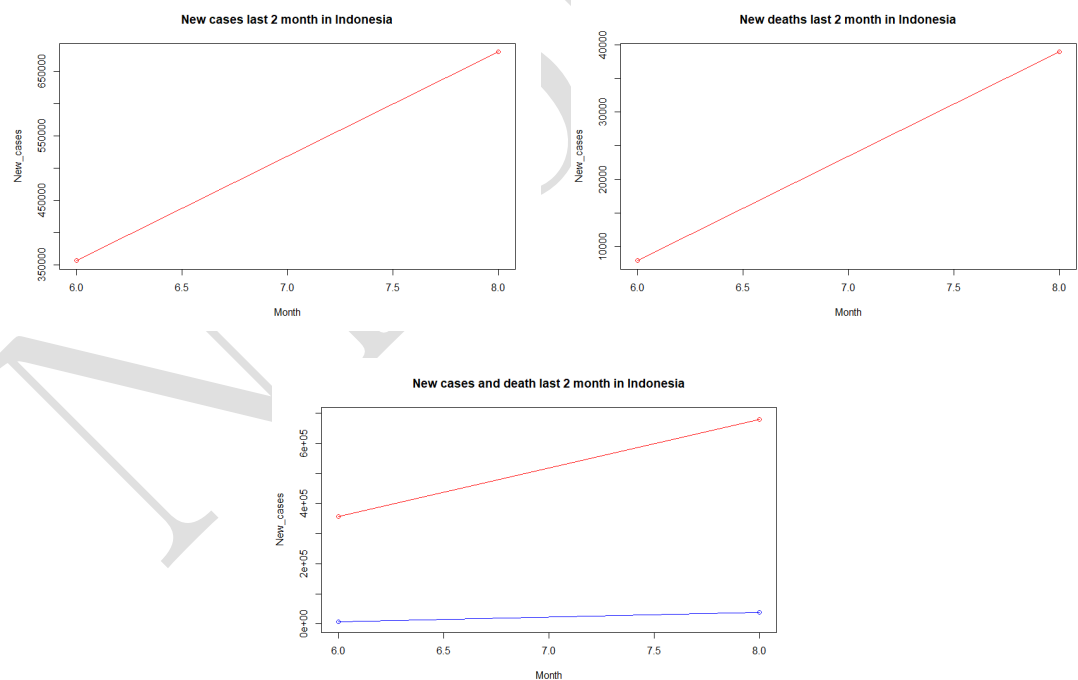 New cases last 2 month in Indonesia
New_cases
650000
550000
450000
350000
6.0 6.5 7.0 7.5 8.0
Month
New deaths last 2 month in Indonesia
New_cases
40000
30000
20000
10000
6.0 6.5 7.0 7.5 8.0
Month
New cases and death last 2 month in Indonesia
New_cases
6e+05
4e+05
2e+05
0e+00
6.0 6.5 7.0 7.5 8.0
Month